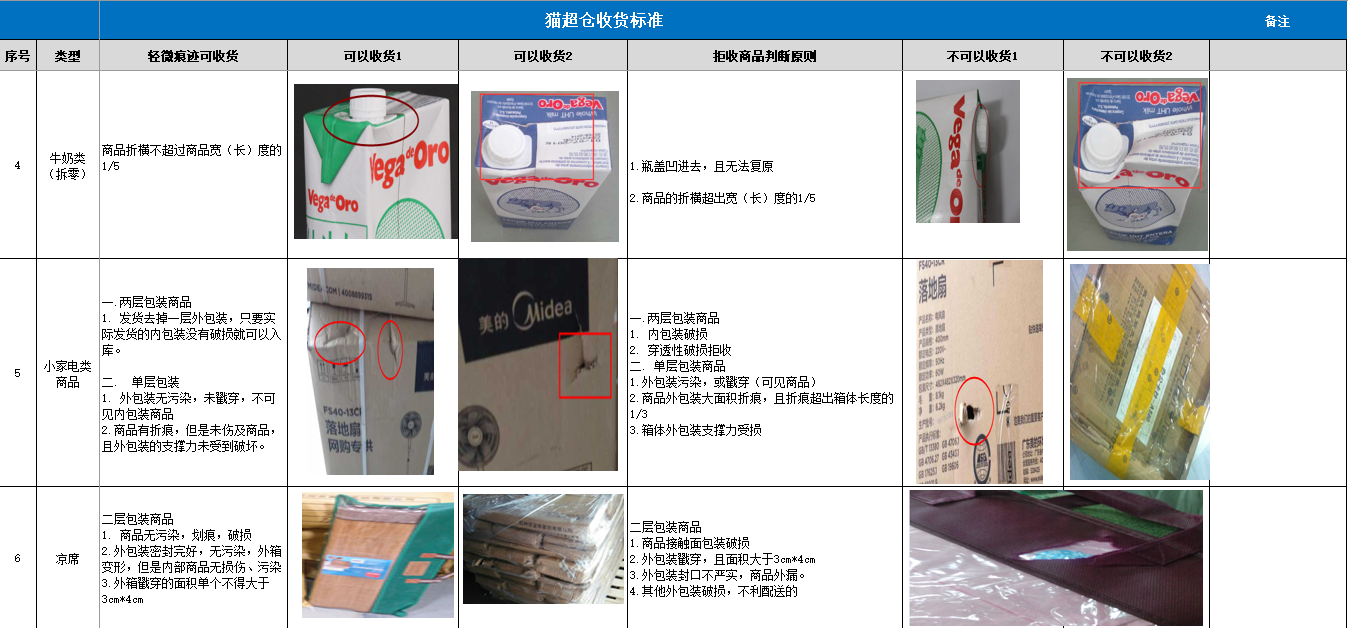 猫超仓收货标准
备注
序号
类型
轻微痕迹可收货
可以收货1
可以收货2
拒收商品判断原则
不可以收货1
不可以收货2
4
牛奶类
（拆零）
商品折横不超过商品宽（长）度的
1/5
Vega de Oro
Vega de Oro
Vega de Oro
Whole UHT milk
Vega de Oro
1.瓶盖凹进去，且无法复原
2.商品的折横超出宽（长）度的1/5
Vega de Oro
Vega de Oro
Whole UHT milk
Vega de Oro
5
小家电类
商品
一.两层包装商品
1. 发货去掉一层外包装，只要实
际发货的内包装没有破损就可以入
库。
二. 单层包装
1. 外包装无污染，未戳穿，不可
见内包装商品
2.商品有折痕，但是未伤及商品，
且外包装的支撑力未受到破坏。
MIDEA.COM | 4008899315
FS40-13CR
落地扇
网购专供
美的 Midea
一.两层包装商品
1. 内包装破损
2. 穿透性破损拒收
二.单层包装商品
1.外包装污染，或戳穿（可见商品）
2.商品外包装大面积折痕，且折痕超出箱体长度的
1/3
3.箱体外包装支撑力受损
FS40-13CR
落地扇
6
凉席
二层包装商品
1. 商品无污染，划痕，破损
2.外包装密封完好，无污染，外箱
变形，但是内部商品无损伤、污染
3.外箱戳穿的面积单个不得大于
3cm*4cm
二层包装商品
1.商品接触面包装破损
2.外包装戳穿，且面积大于3cm*4cm
3.外包装封口不严实，商品外漏。
4.其他外包装破损，不利配送的